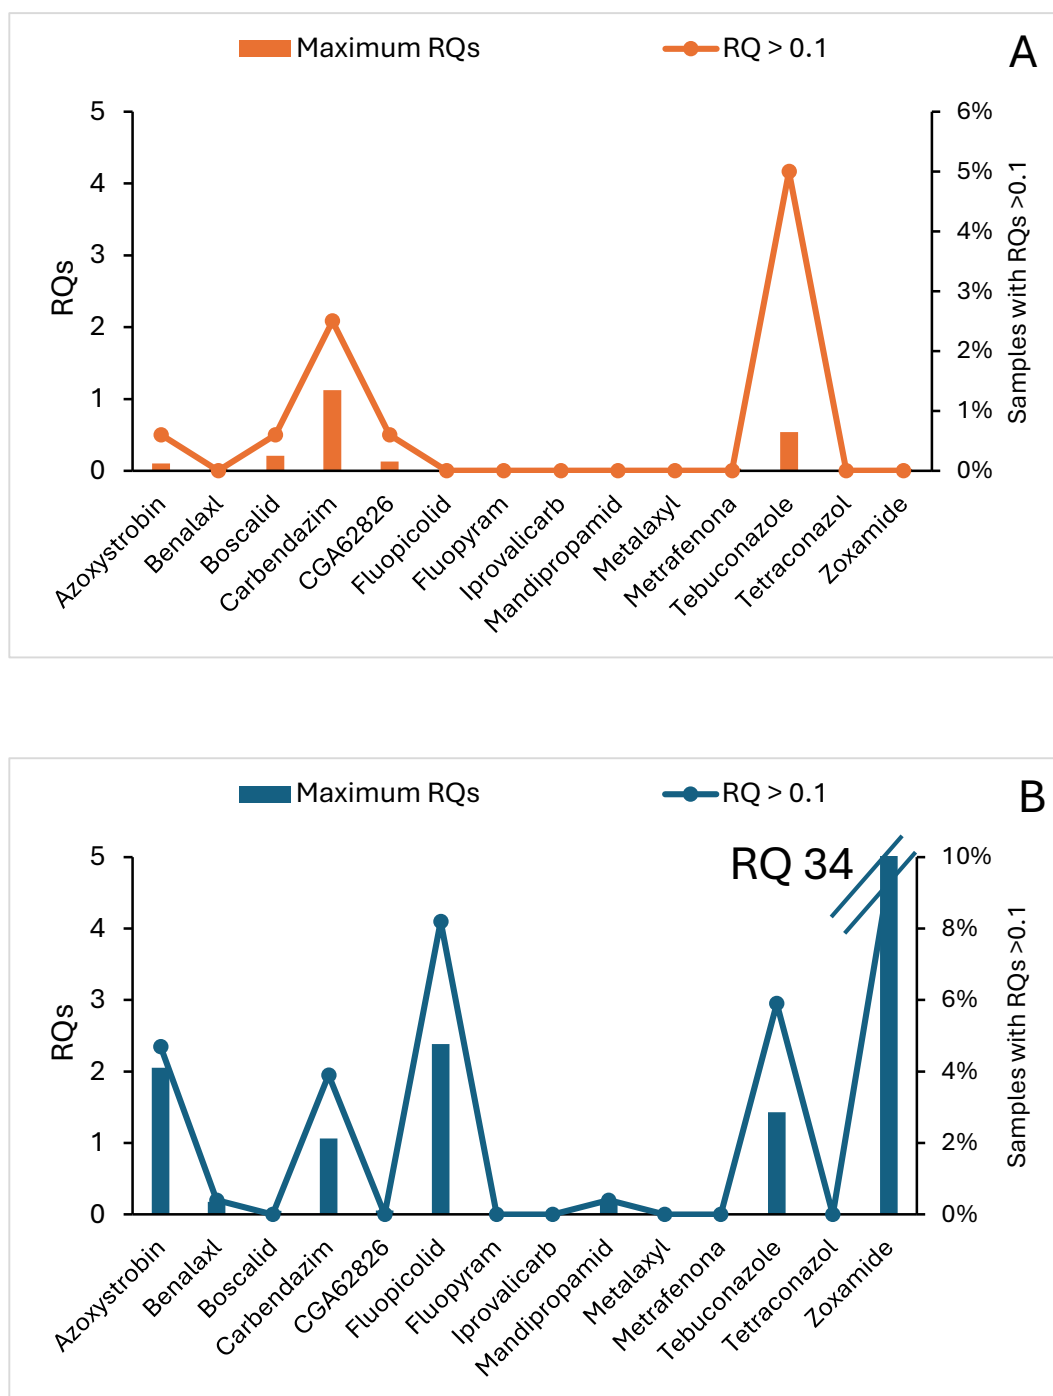 Maximum RQs
RQ > 0.1
A
5
4
3
2
1
0
RQs
6%
5%
4%
3%
2%
1%
0%
Samples with RQs >0.1
Azoxystrobin
Benalaxl
Boscalid
Carbendazim
CGA62826
Fluopicolid
Fluopyram
Iprovalicarb
Mandipropamid
Metalaxyl
Metrafenona
Tebuconazole
Tetraconazol
Zoxamide
Maximum RQs
RQ > 0.1
B
RQ 34
5
4
3
2
1
0
RQs
10%
8%
6%
4%
2%
0%
Samples with RQs >0.1
Azoxystrobin
Benalaxl
Boscalid
Carbendazim
CGA62826
Fluopicolid
Fluopyram
Iprovalicarb
Mandipropamid
Metalaxyl
Metrafenona
Tebuconazole
Tetraconazol
Zoxamide